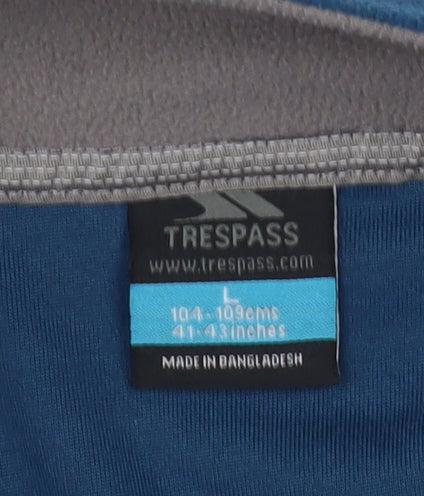 TRESPASS
www.trespass.com
L
104-109cms
41-43inches
MADE IN BANGLADESH